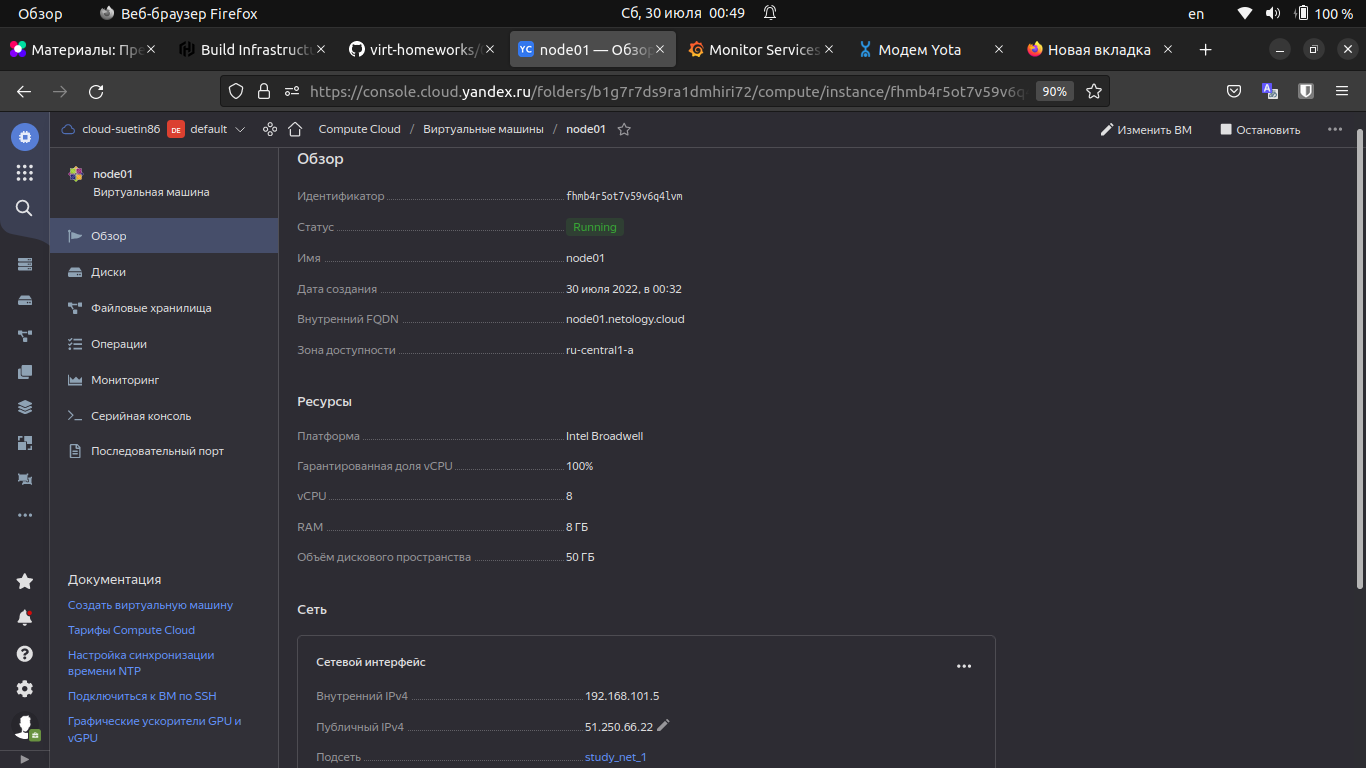 Обзор Веб-браузер Firefox Сб, 30 июля 00:49 en 100 %
Материалы: Пре Build Infrastructu virt-homeworks/ YC node01 — Обзор Monitor Services Модем Yota Новая вкладка
https://console.cloud.yandex.ru/folders/b1g7r7ds9ra1dmhiri72/compute/instance/fhmb4r5ot7v59v6q 90%
cloud-suetin86 DE default Compute Cloud / Виртуальные машины / node01 Изменить ВМ Остановить
node01
Виртуальная машина
Обзор
Диски
Файловые хранилища
Операции
Мониторинг
Серийная консоль
Последовательный порт
Документация
Создать виртуальную машину
Тарифы Compute Cloud
Настройка синхронизации
времени NTP
Подключиться к ВМ по SSH
Графические ускорители GPU и
vGPU
Обзор
Идентификатор fhmb4r5ot7v59v6q4lvm
Статус Running
Имя node01
Дата создания 30 июля 2022, в 00:32
Внутренний FQDN node01.netology.cloud
Зона доступности ru-central1-a
Ресурсы
Платформа Intel Broadwell
Гарантированная доля vCPU 100%
vCPU 8
RAM 8 ГБ
Объём дискового пространства 50 ГБ
Сеть
Сетевой интерфейс
Внутренний IPv4 192.168.101.5
Публичный IPv4 51.250.66.22
Подсеть study_net_1